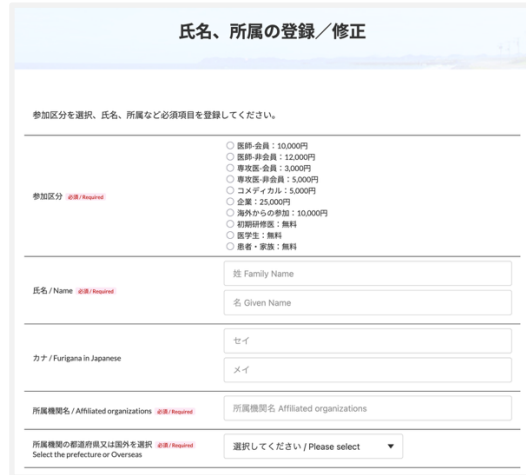 氏名、所属の登録／修正
参加区分を選択、氏名、所属など必須項目を登録してください。
参加区分 必須/Required
医師-会員：10,000円
医師-非会員：12,000円
専攻医-会員：3,000円
専攻医-非会員：5,000円
コメディカル：5,000円
企業：25,000円
海外からの参加：10,000円
初期研修医：無料
医学生：無料
患者・家族：無料
氏名 / Name 必須/Required
姓 Family Name
名 Given Name
カナ / Furigana in Japanese
セイ
メイ
所属機関名 / Affiliated organizations 必須/Required
所属機関名 Affiliated organizations
所属機関の都道府県又は国外を選択 必須/Required
Select the prefecture or Overseas
選択してください / Please select